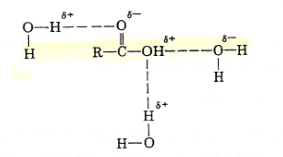 O—H δ+ -----O δ−
H R—C—OH δ+ -----O δ− —H
H
H δ+
H—O